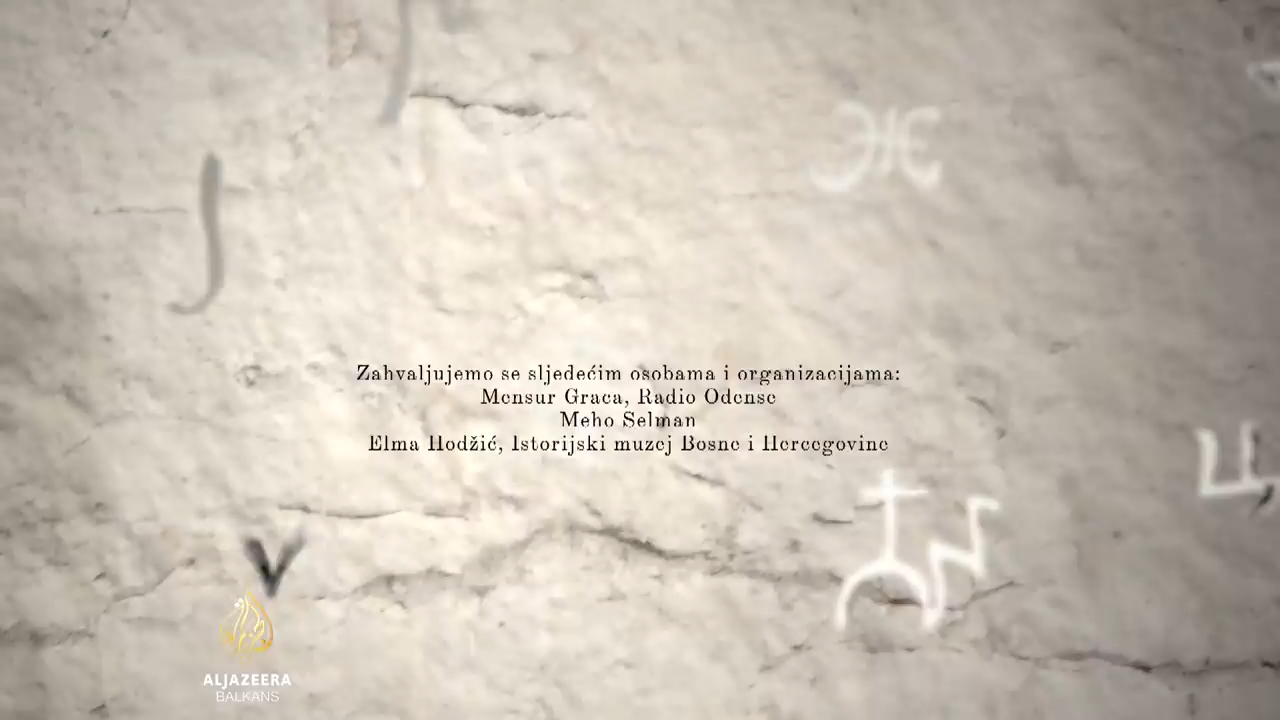 Ж
Zahvaljujemo se sljedećim osobama i organizacijama:
Mensur Graca, Radio Odense
Meho Selman
Elma Hodžić, Istorijski muzej Bosne i Hercegovine
Ц
V
ALJAZEERA
BALKANS